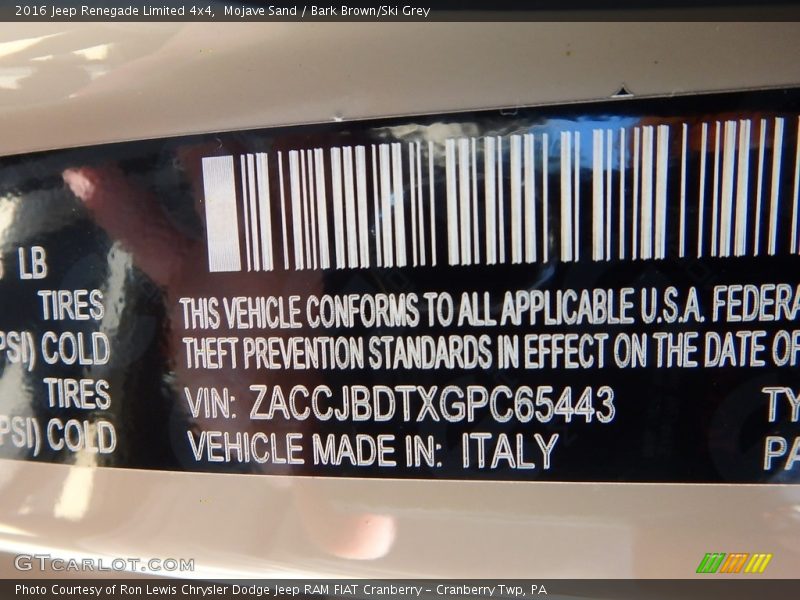 2016 Jeep Renegade Limited 4x4, Mojave Sand / Bark Brown/Ski Grey
LB
TIRES
PSI) COLD
TIRES
PSI) COLD
THIS VEHICLE CONFORMS TO ALL APPLICABLE U.S.A. FEDERA
THEFT PREVENTION STANDARDS IN EFFECT ON THE DATE OF
VIN: ZACCJBDTXGPC65443
VEHICLE MADE IN: ITALY
TY
PA
GTCARLOT.COM
Photo Courtesy of Ron Lewis Chrysler Dodge Jeep RAM FIAT Cranberry - Cranberry Twp, PA